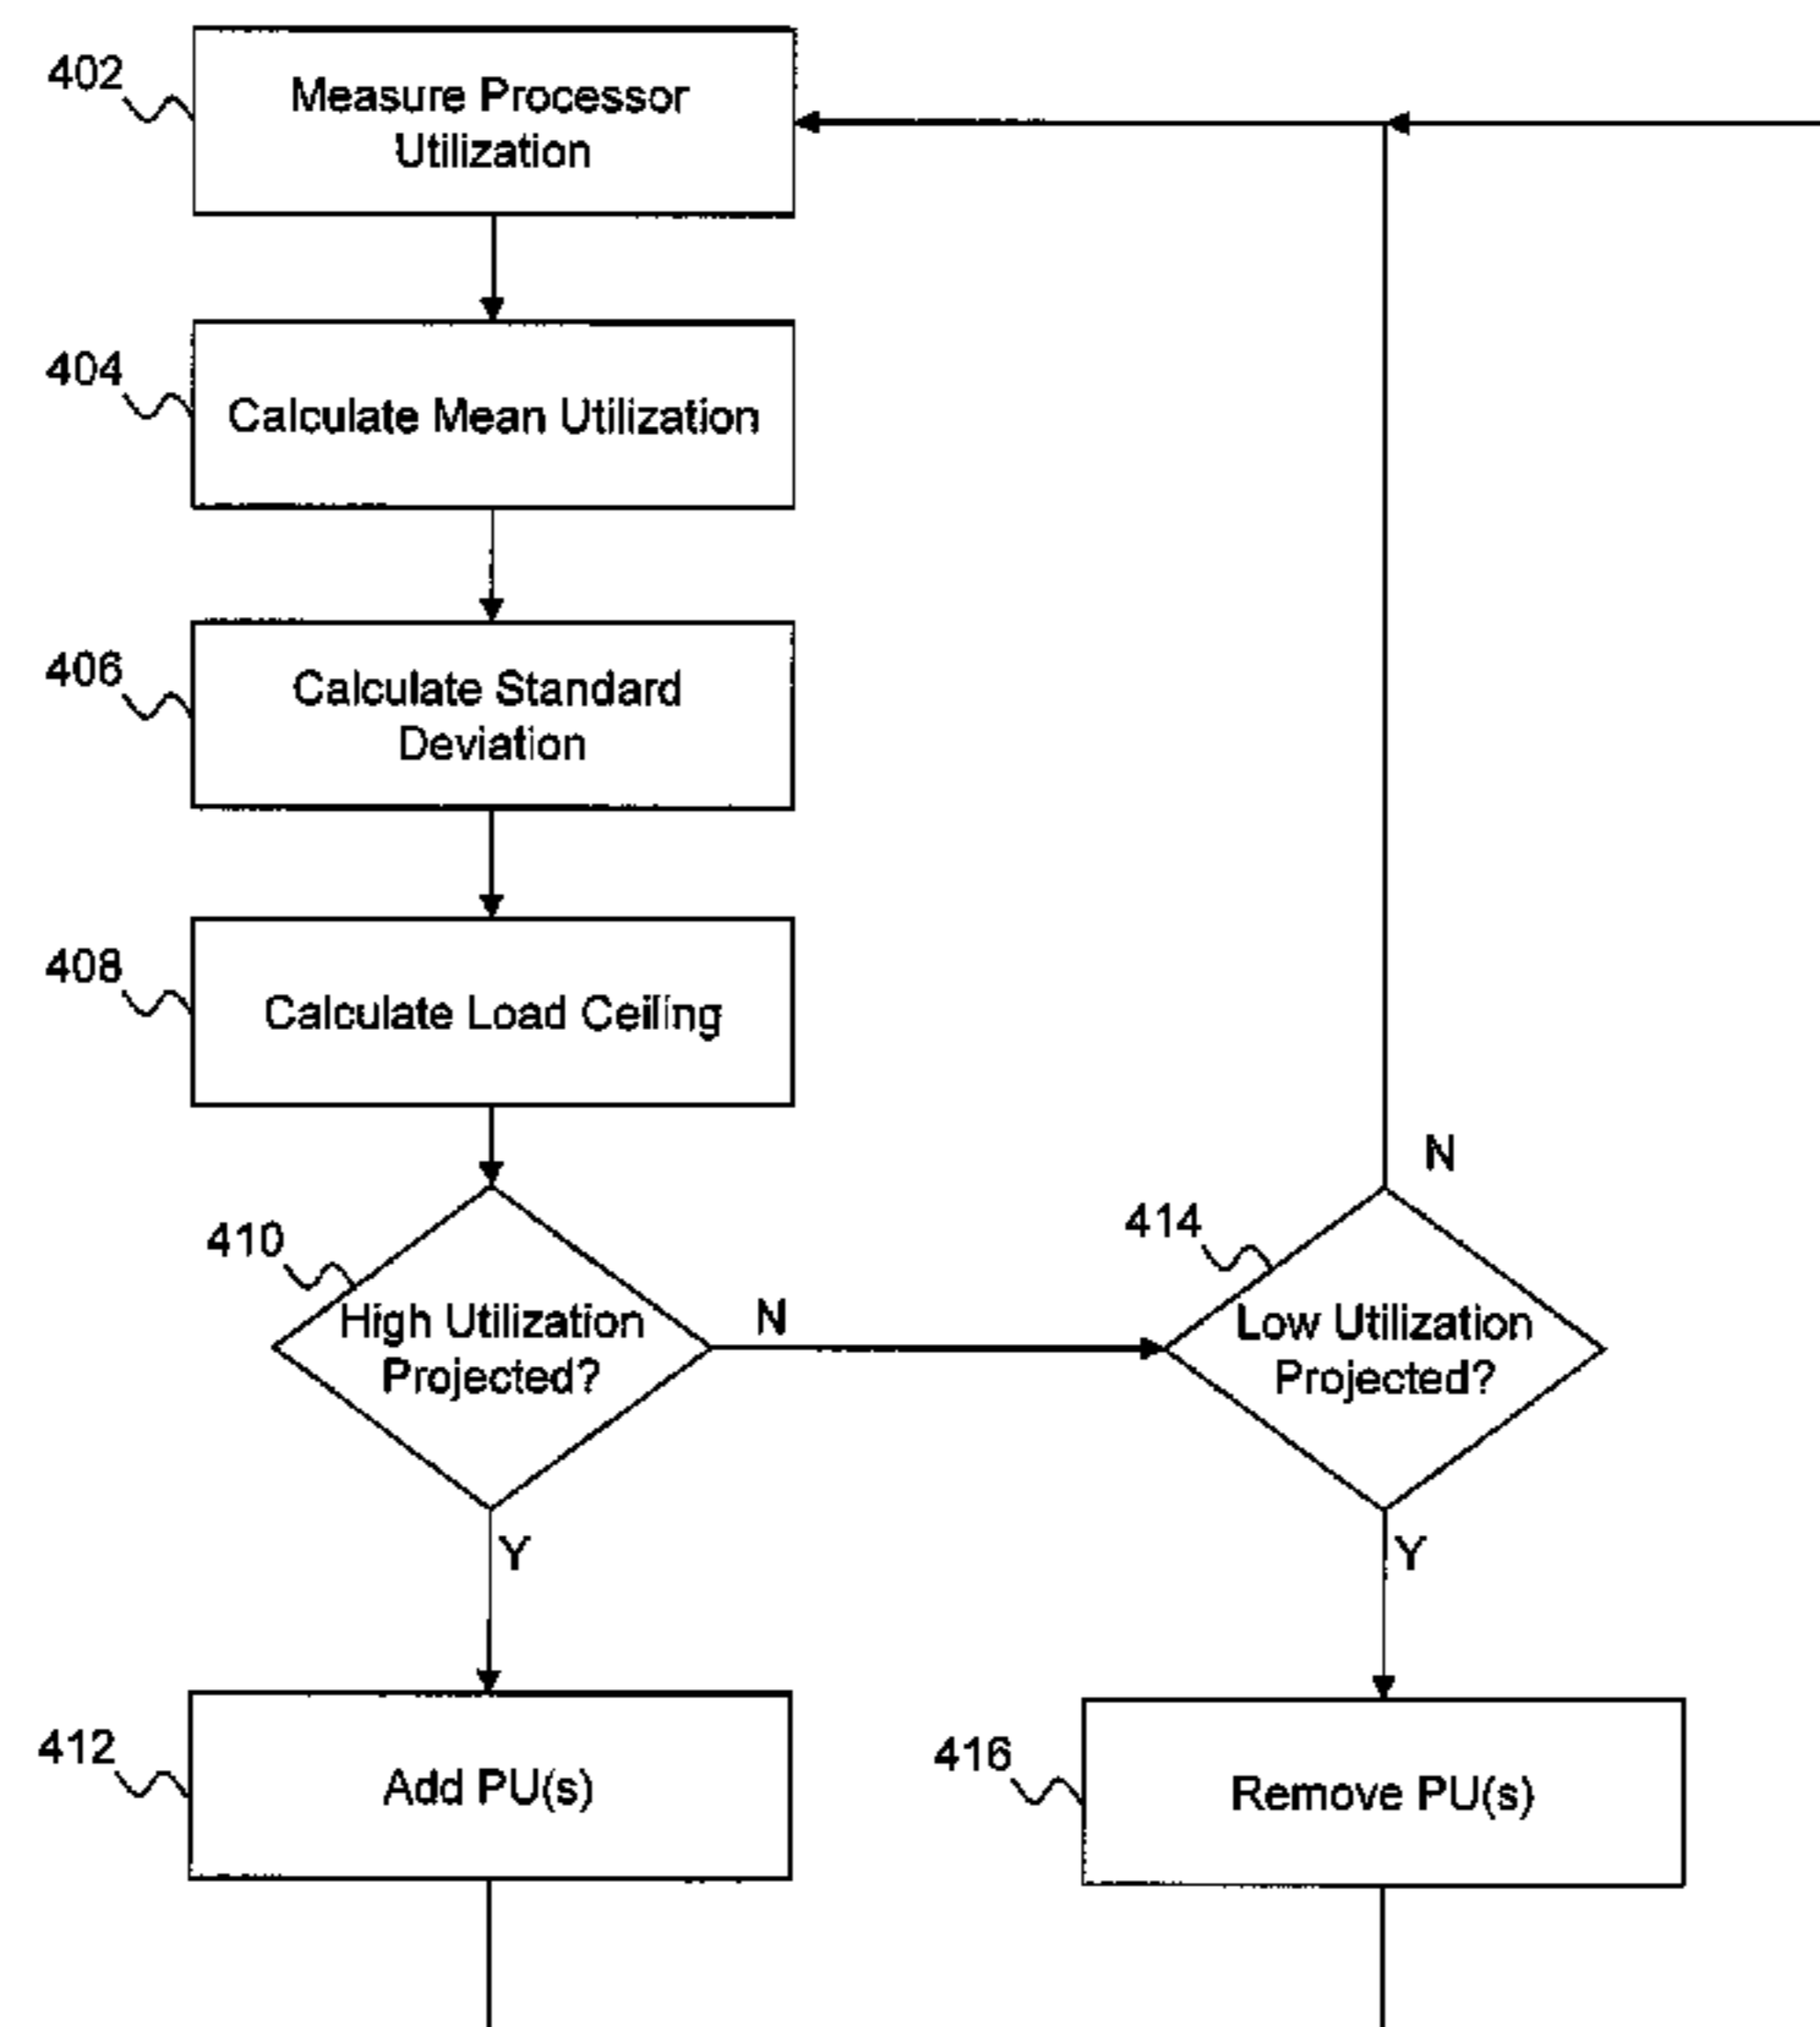 402
Measure Processor
Utilization
404
Calculate Mean Utilization
406
Calculate Standard
Deviation
408
Calculate Load Ceiling
410
High Utilization
Projected?
N
414
Low Utilization
Projected?
N
Y
Y
412
Add PU(s)
416
Remove PU(s)